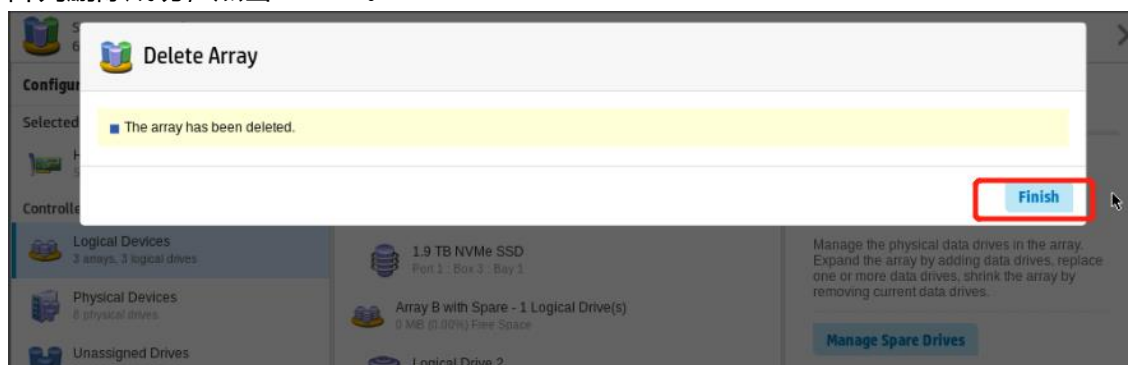 Delete Array
Configur
Selected
The array has been deleted.
Controlle
Finish
Logical Devices
3 arrays, 3 logical drives
1.9 TB NVMe SSD
Port 1 : Box 3 : Bay 1
Manage the physical data drives in the array.
Expand the array by adding data drives, replace
one or more data drives, shrink the array by
removing current data drives.
Physical Devices
8 physical drives
Array B with Spare - 1 Logical Drive(s)
0 MB (0.00%) Free Space
Manage Spare Drives
Unassigned Drives
Logical Drive 2